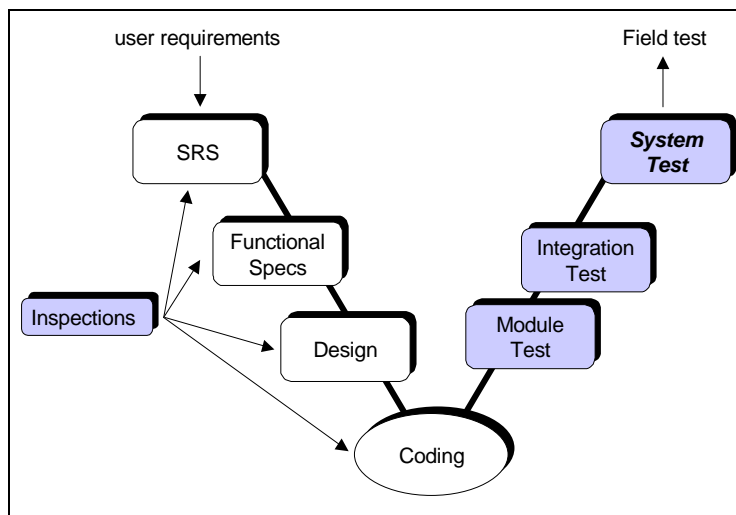 user requirements
Field test
SRS
System
Test
Functional
Specs
Integration
Test
Inspections
Design
Module
Test
Coding